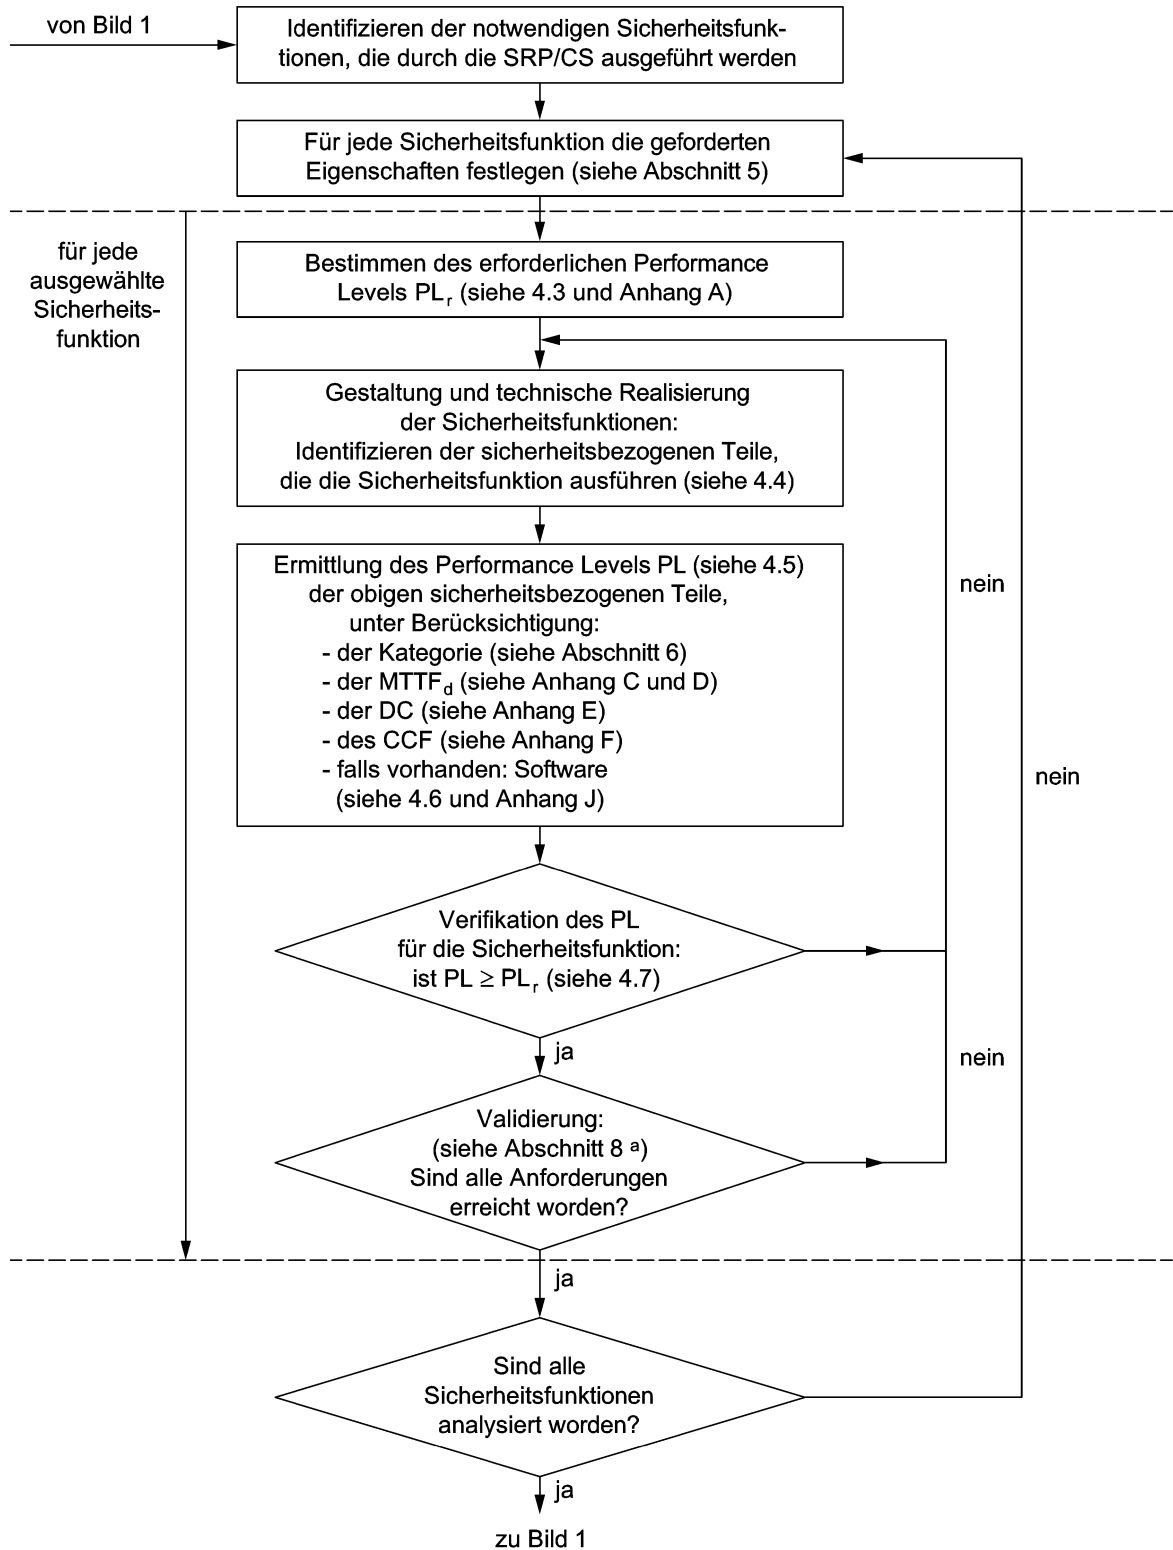 von Bild 1
Identifizieren der notwendigen Sicherheitsfunk-
tionen, die durch die SRP/CS ausgeführt werden
Für jede Sicherheitsfunktion die geforderten
Eigenschaften festlegen (siehe Abschnitt 5)
für jede
ausgewählte
Sicherheits-
funktion
Bestimmen des erforderlichen Performance
Levels PLr (siehe 4.3 und Anhang A)
Gestaltung und technische Realisierung
der Sicherheitsfunktionen:
Identifizieren der sicherheitsbezogenen Teile,
die die Sicherheitsfunktion ausführen (siehe 4.4)
Ermittlung des Performance Levels PL (siehe 4.5)
der obigen sicherheitsbezogenen Teile,
unter Berücksichtigung:
- der Kategorie (siehe Abschnitt 6)
- der MTTFd (siehe Anhang C und D)
- der DC (siehe Anhang E)
- des CCF (siehe Anhang F)
- falls vorhanden: Software
(siehe 4.6 und Anhang J)
nein
nein
Verifikation des PL
für die Sicherheitsfunktion:
ist PL ≥ PLr (siehe 4.7)
ja
nein
Validierung:
(siehe Abschnitt 8 a)
Sind alle Anforderungen
erreicht worden?
ja
Sind alle
Sicherheitsfunktionen
analysiert worden?
ja
zu Bild 1